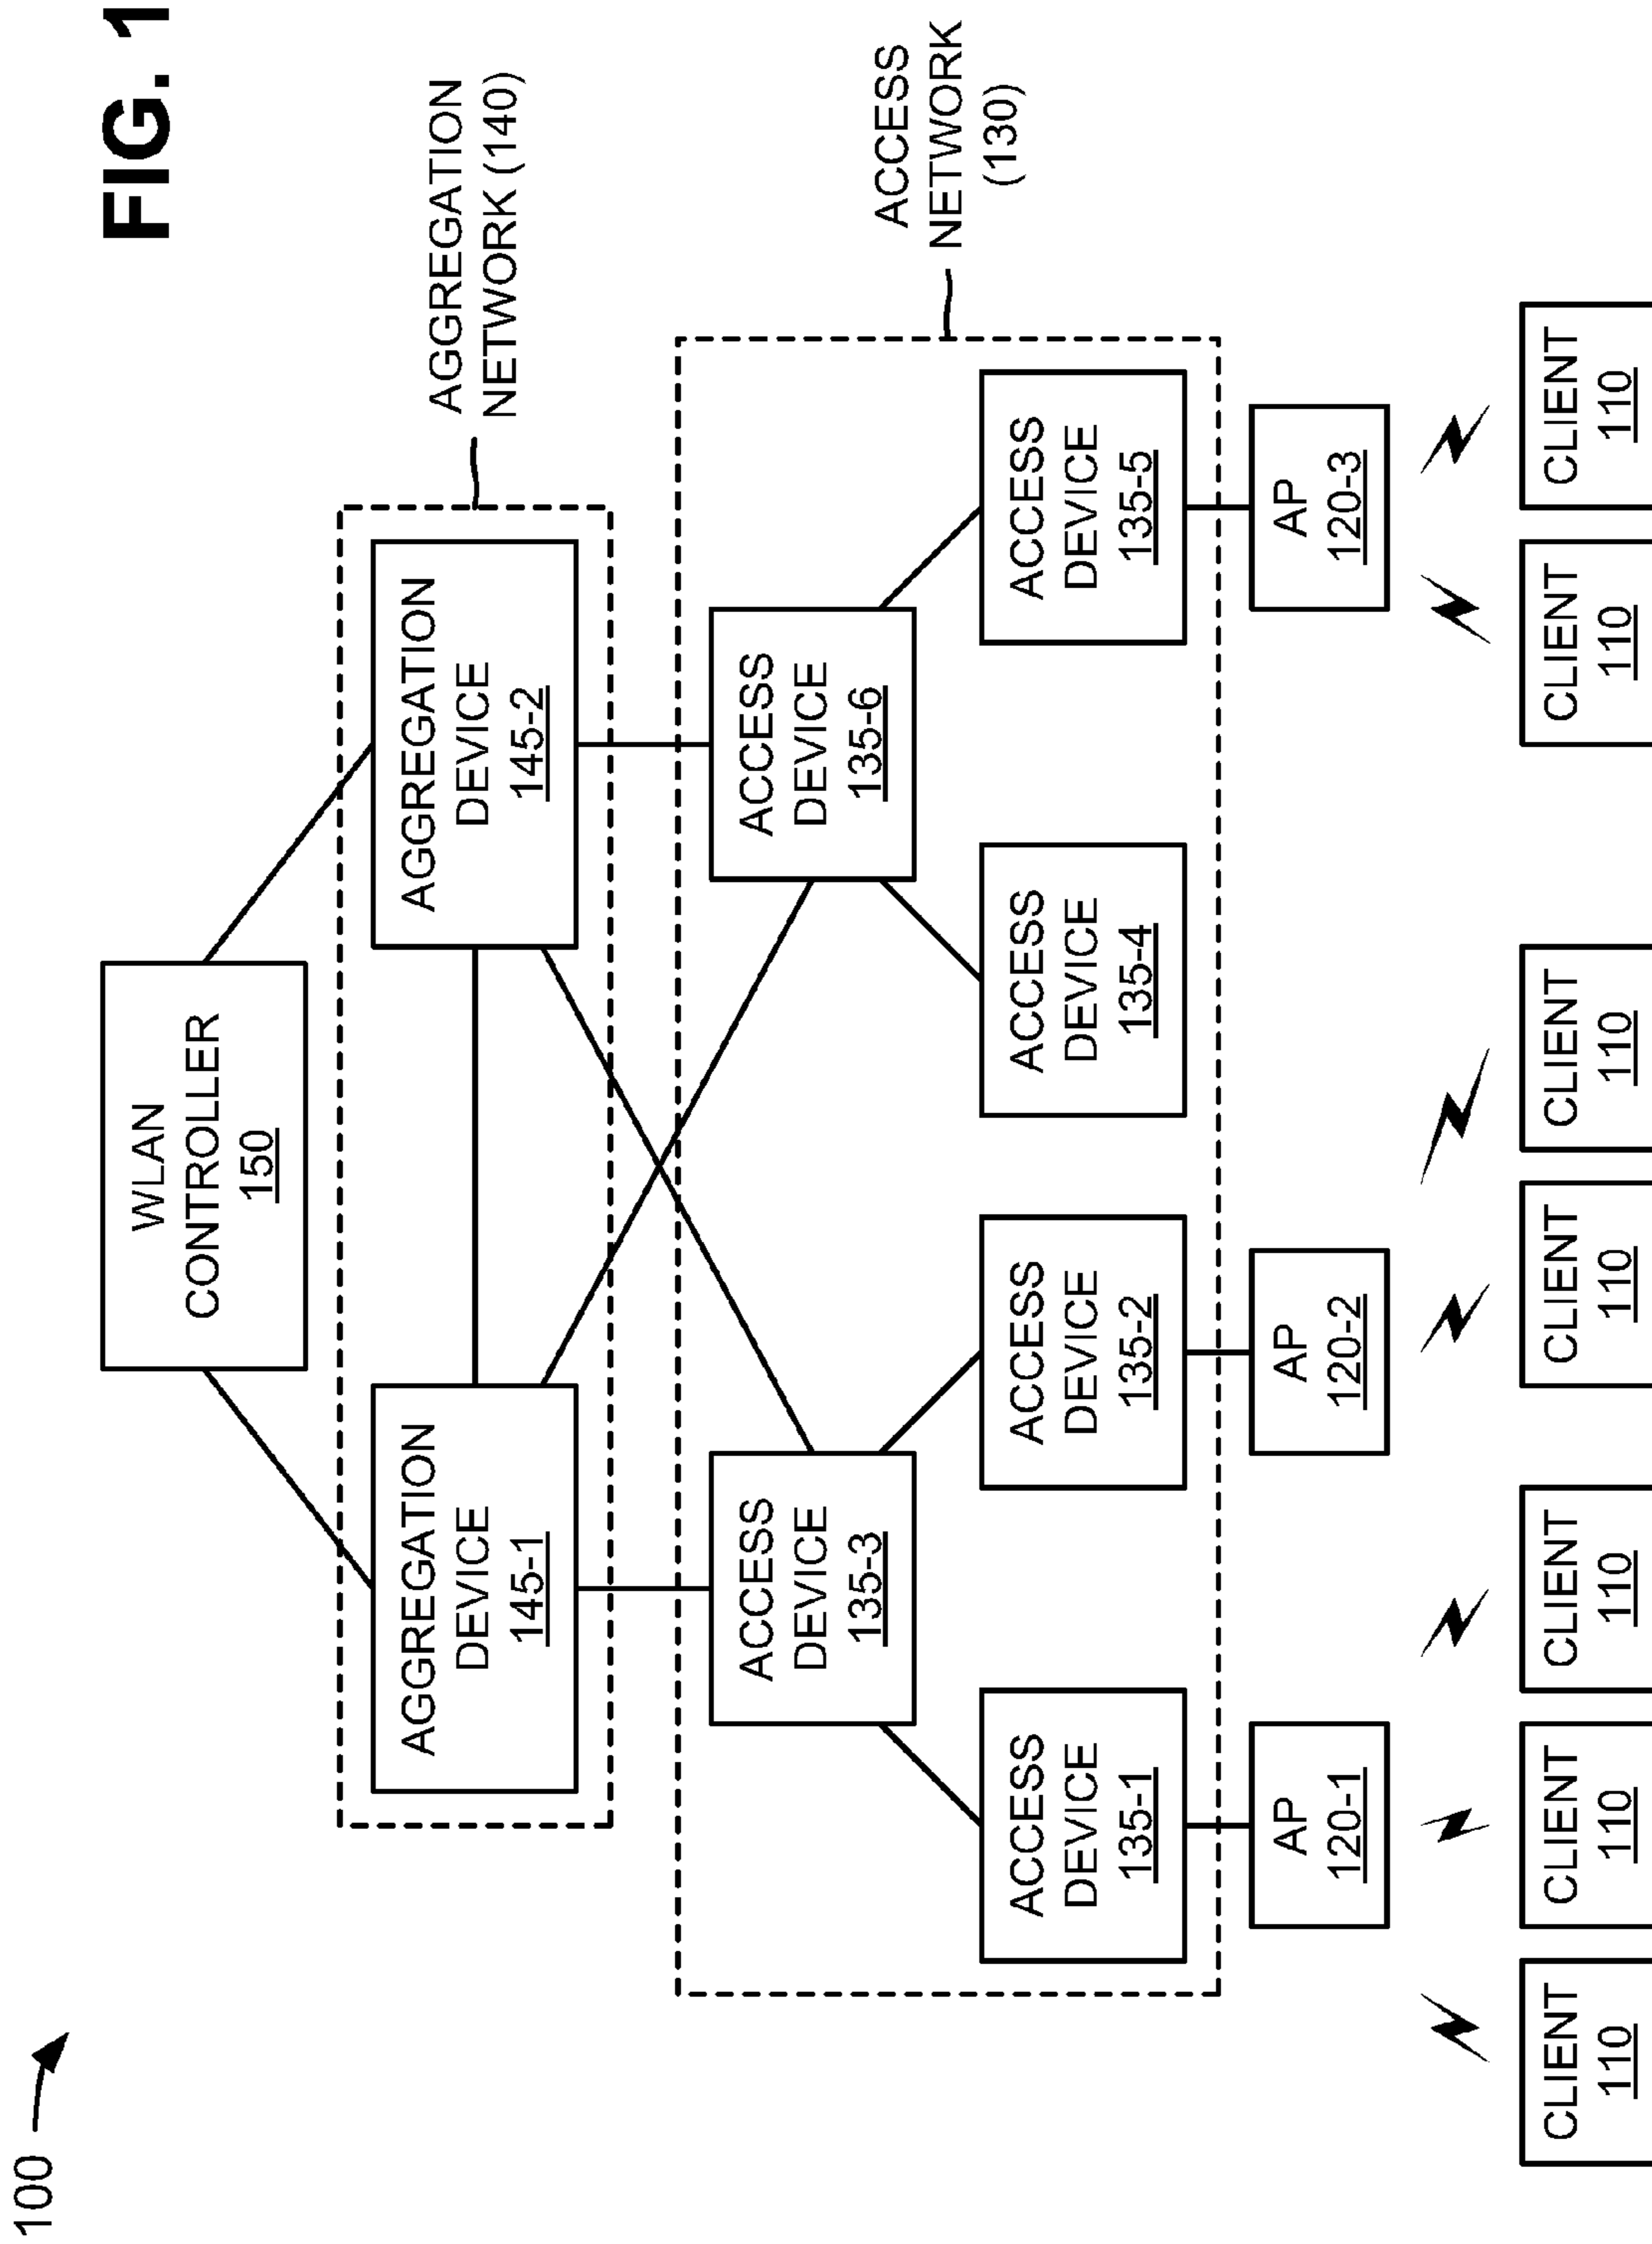 FIG. 1
100
WLAN
CONTROLLER
150
AGGREGATION
NETWORK (140)
AGGREGATION
DEVICE
145-1
AGGREGATION
DEVICE
145-2
ACCESS
NETWORK
(130)
ACCESS
DEVICE
135-3
ACCESS
DEVICE
135-6
ACCESS
DEVICE
135-1
ACCESS
DEVICE
135-2
ACCESS
DEVICE
135-4
ACCESS
DEVICE
135-5
AP
120-1
AP
120-2
AP
120-3
CLIENT
110
CLIENT
110
CLIENT
110
CLIENT
110
CLIENT
110
CLIENT
110
CLIENT
110